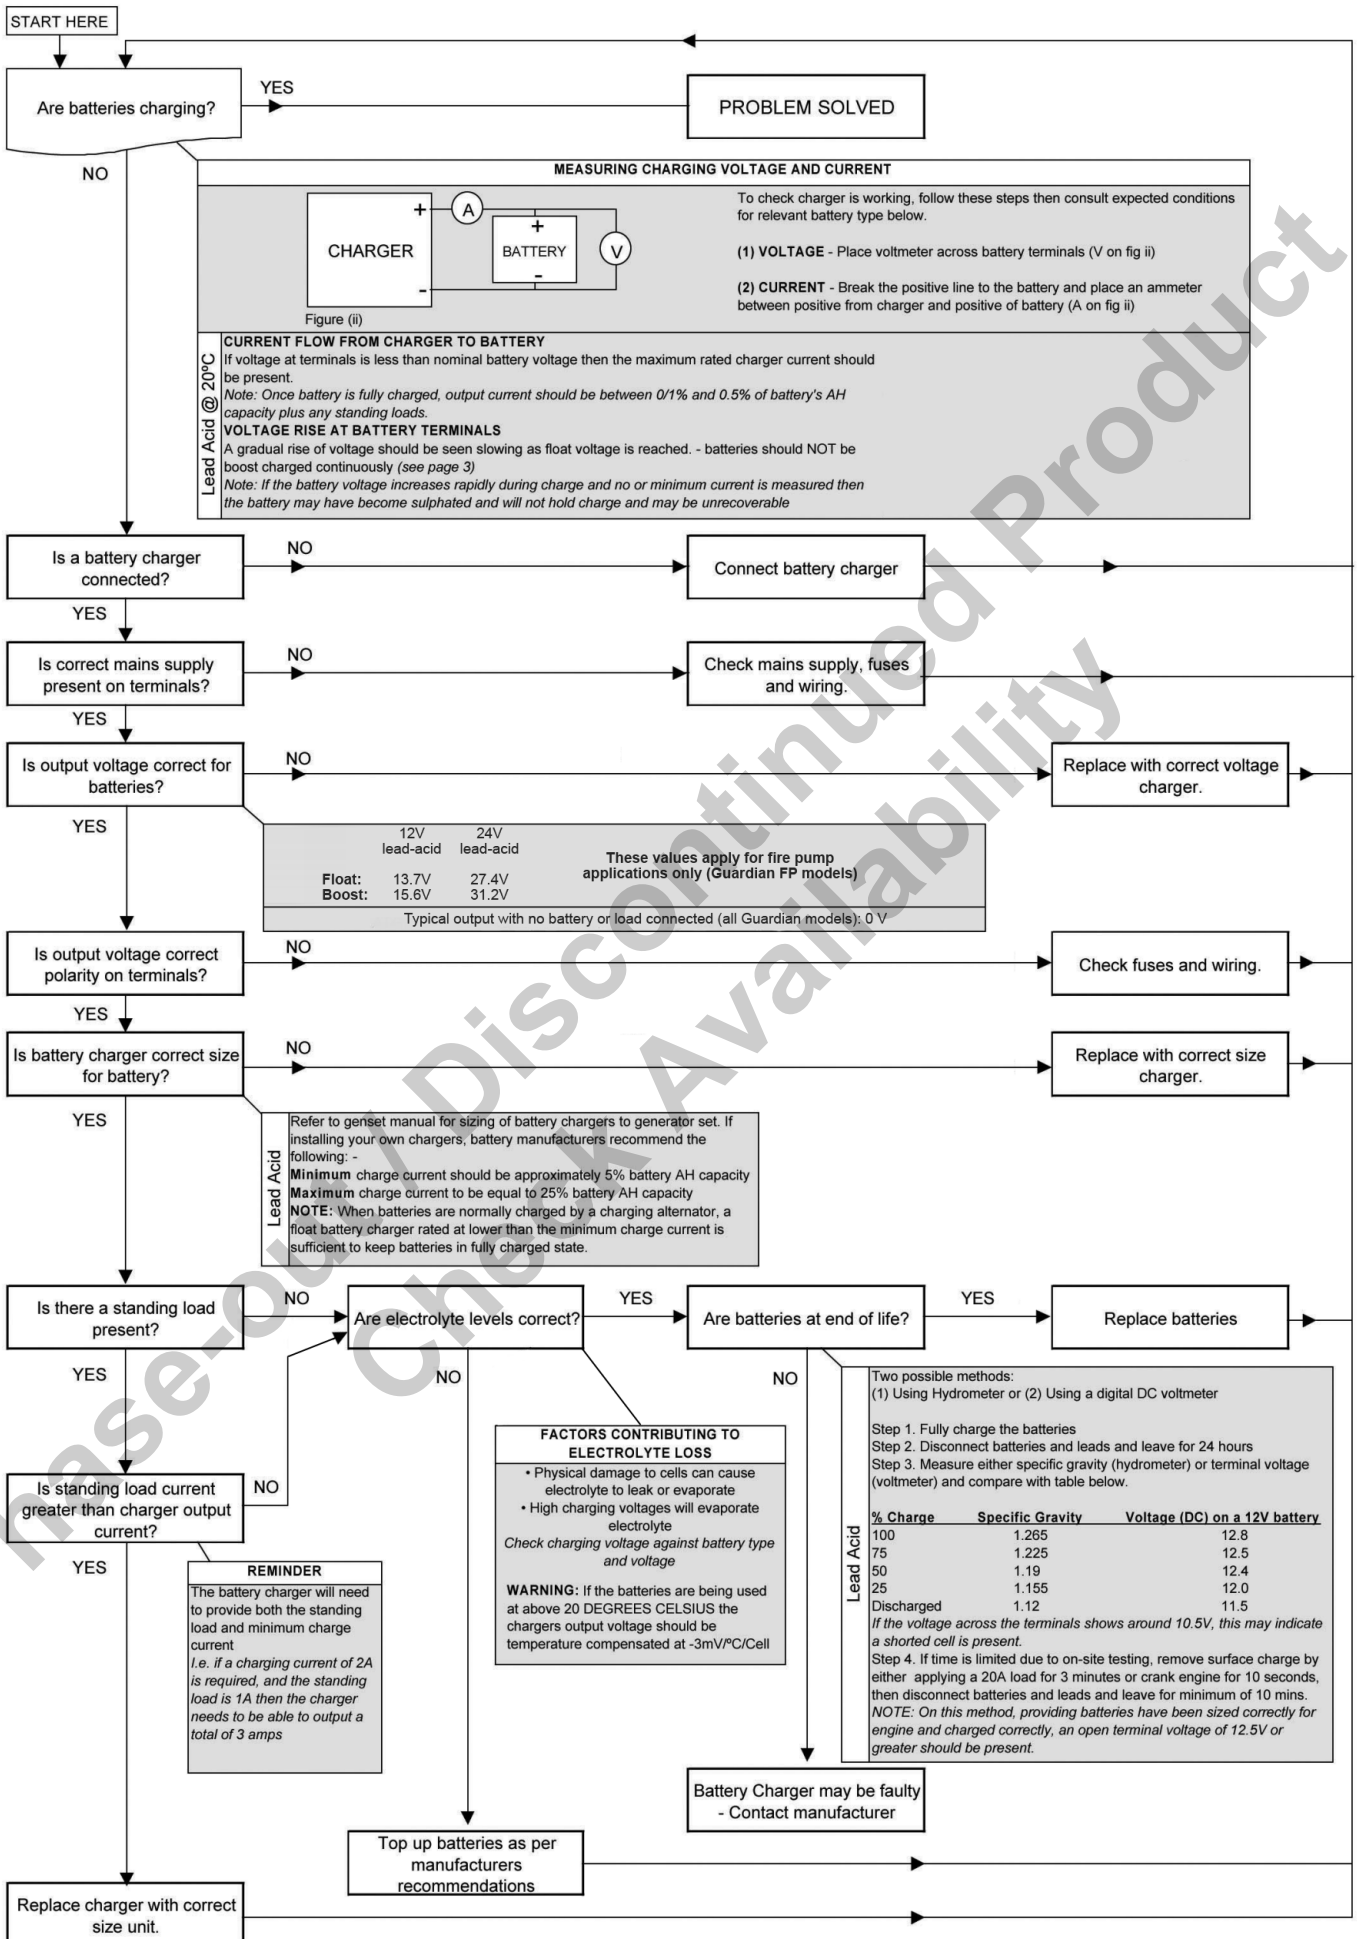 START HERE
Are batteries charging?
YES
PROBLEM SOLVED
NO
MEASURING CHARGING VOLTAGE AND CURRENT
CHARGER
+
-
A
+
BATTERY
-
V
Figure (ii)
To check charger is working, follow these steps then consult expected conditions
for relevant battery type below.
(1) VOLTAGE - Place voltmeter across battery terminals (V on fig ii)
(2) CURRENT - Break the positive line to the battery and place an ammeter
between positive from charger and positive of battery (A on fig ii)
Lead Acid @ 20ºC
CURRENT FLOW FROM CHARGER TO BATTERY
If voltage at terminals is less than nominal battery voltage then the maximum rated charger current should
be present.
Note: Once battery is fully charged, output current should be between 0/1% and 0.5% of battery's AH
capacity plus any standing loads.
VOLTAGE RISE AT BATTERY TERMINALS
A gradual rise of voltage should be seen slowing as float voltage is reached. - batteries should NOT be
boost charged continuously (see page 3)
Note: If the battery voltage increases rapidly during charge and no or minimum current is measured then
the battery may have become sulphated and will not hold charge and may be unrecoverable
Is a battery charger
connected?
NO
Connect battery charger
YES
Is correct mains supply
present on terminals?
NO
Check mains supply, fuses
and wiring.
YES
Is output voltage correct for
batteries?
NO
Replace with correct voltage
charger.
YES
12V 24V
lead-acid lead-acid
Float: 13.7V 27.4V
Boost: 15.6V 31.2V
These values apply for fire pump
applications only (Guardian FP models)
Typical output with no battery or load connected (all Guardian models): 0 V
Is output voltage correct
polarity on terminals?
NO
Check fuses and wiring.
YES
Is battery charger correct size
for battery?
NO
Replace with correct size
charger.
YES
Lead Acid
Refer to genset manual for sizing of battery chargers to generator set. If
installing your own chargers, battery manufacturers recommend the
following: -
Minimum charge current should be approximately 5% battery AH capacity
Maximum charge current to be equal to 25% battery AH capacity
NOTE: When batteries are normally charged by a charging alternator, a
float battery charger rated at lower than the minimum charge current is
sufficient to keep batteries in fully charged state.
Is there a standing load
present?
NO
Are electrolyte levels correct?
YES
Are batteries at end of life?
YES
Replace batteries
YES
NO
NO
Is standing load current
greater than charger output
current?
NO
YES
REMINDER
The battery charger will need
to provide both the standing
load and minimum charge
current
I.e. if a charging current of 2A
is required, and the standing
load is 1A then the charger
needs to be able to output a
total of 3 amps
FACTORS CONTRIBUTING TO
ELECTROLYTE LOSS
• Physical damage to cells can cause
electrolyte to leak or evaporate
• High charging voltages will evaporate
electrolyte
Check charging voltage against battery type
and voltage
WARNING: If the batteries are being used
at above 20 DEGREES CELSIUS the
chargers output voltage should be
temperature compensated at -3mV/ºC/Cell
Lead Acid
Two possible methods:
(1) Using Hydrometer or (2) Using a digital DC voltmeter
Step 1. Fully charge the batteries
Step 2. Disconnect batteries and leads and leave for 24 hours
Step 3. Measure either specific gravity (hydrometer) or terminal voltage
(voltmeter) and compare with table below.
% Charge Specific Gravity Voltage (DC) on a 12V battery
100 1.265 12.8
75 1.225 12.5
50 1.19 12.4
25 1.155 12.0
Discharged 1.12 11.5
If the voltage across the terminals shows around 10.5V, this may indicate
a shorted cell is present.
Step 4. If time is limited due to on-site testing, remove surface charge by
either applying a 20A load for 3 minutes or crank engine for 10 seconds,
then disconnect batteries and leads and leave for minimum of 10 mins.
NOTE: On this method, providing batteries have been sized correctly for
engine and charged correctly, an open terminal voltage of 12.5V or
greater should be present.
Battery Charger may be faulty
- Contact manufacturer
Top up batteries as per
manufacturers
recommendations
Replace charger with correct
size unit.
hase-out / Discontinued Product
Check Availability